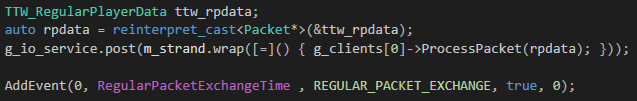 TTW_RegularPlayerData ttw_rpdata;
auto rpdata = reinterpret_cast<Packet*>(&ttw_rpdata);
g_io_service.post(m_strand.wrap([=]() { g_clients[0]->ProcessPacket(rpdata); }));
AddEvent(0, RegularPacketExchangeTime , REGULAR_PACKET_EXCHANGE, true, 0);